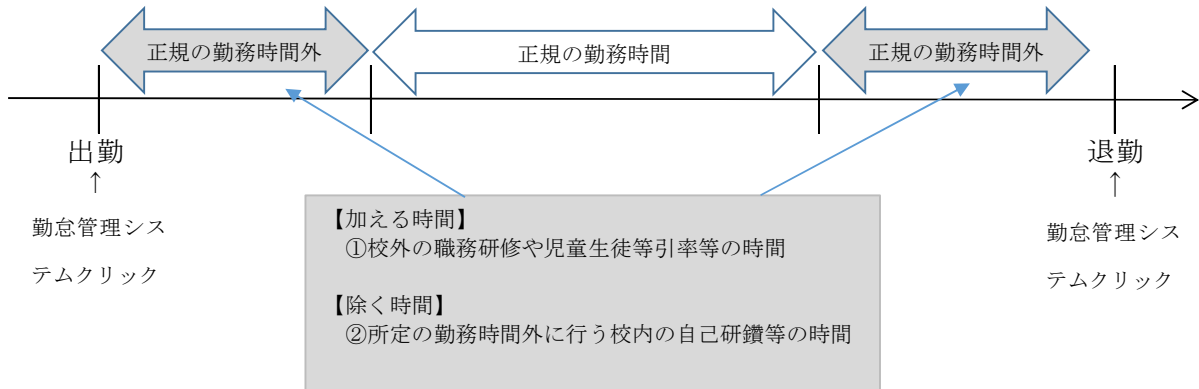 正規の勤務時間外
正規の勤務時間
正規の勤務時間外
出勤
↑
勤怠管理シス
テムクリック
退勤
↑
勤怠管理シス
テムクリック
【加える時間】
①校外の職務研修や児童生徒等引率等の時間
【除く時間】
②所定の勤務時間外に行う校内の自己研鑽等の時間